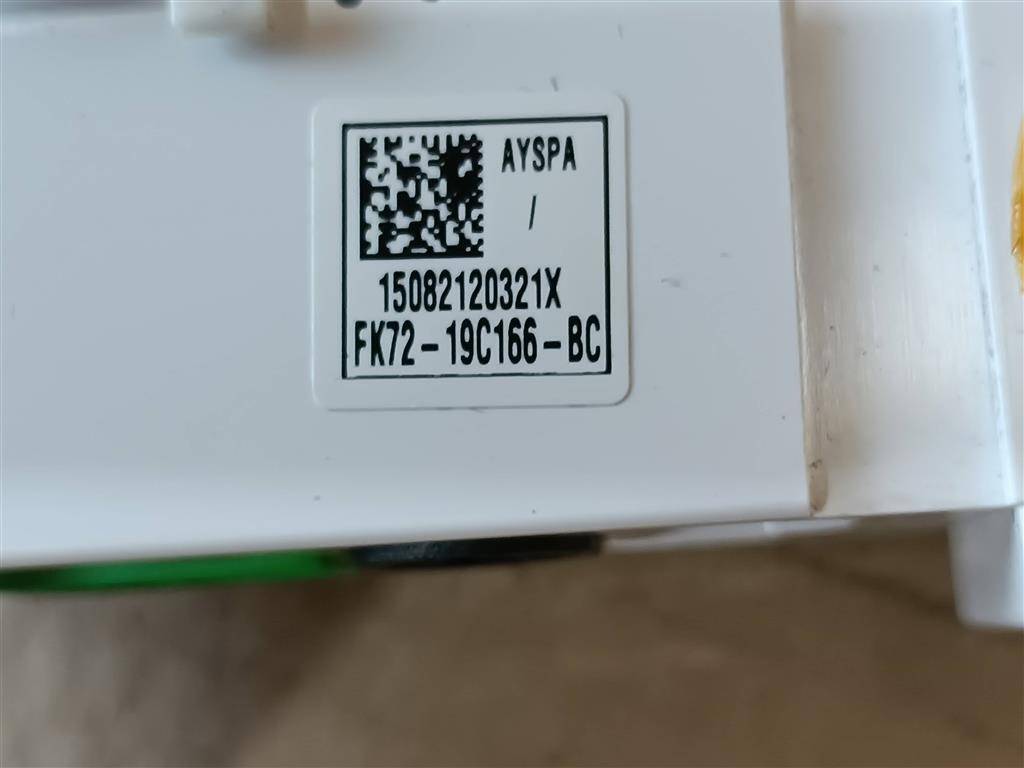 AYSPA
/
15082120321X
FK72-19C166-BC